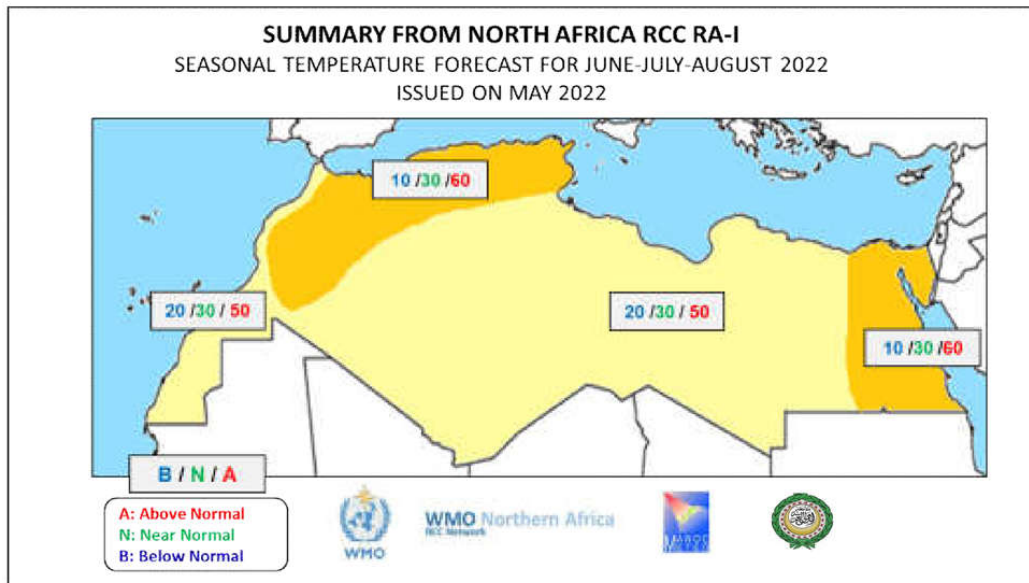 SUMMARY FROM NORTH AFRICA RCC RA-I
SEASONAL TEMPERATURE FORECAST FOR JUNE-JULY-AUGUST 2022
ISSUED ON MAY 2022
10 /30 /60
20 /30 / 50
20 /30 / 50
10 /30 /60
B / N / A
A: Above Normal
N: Near Normal
B: Below Normal
WMO
WMO Northern Africa
RCC Network